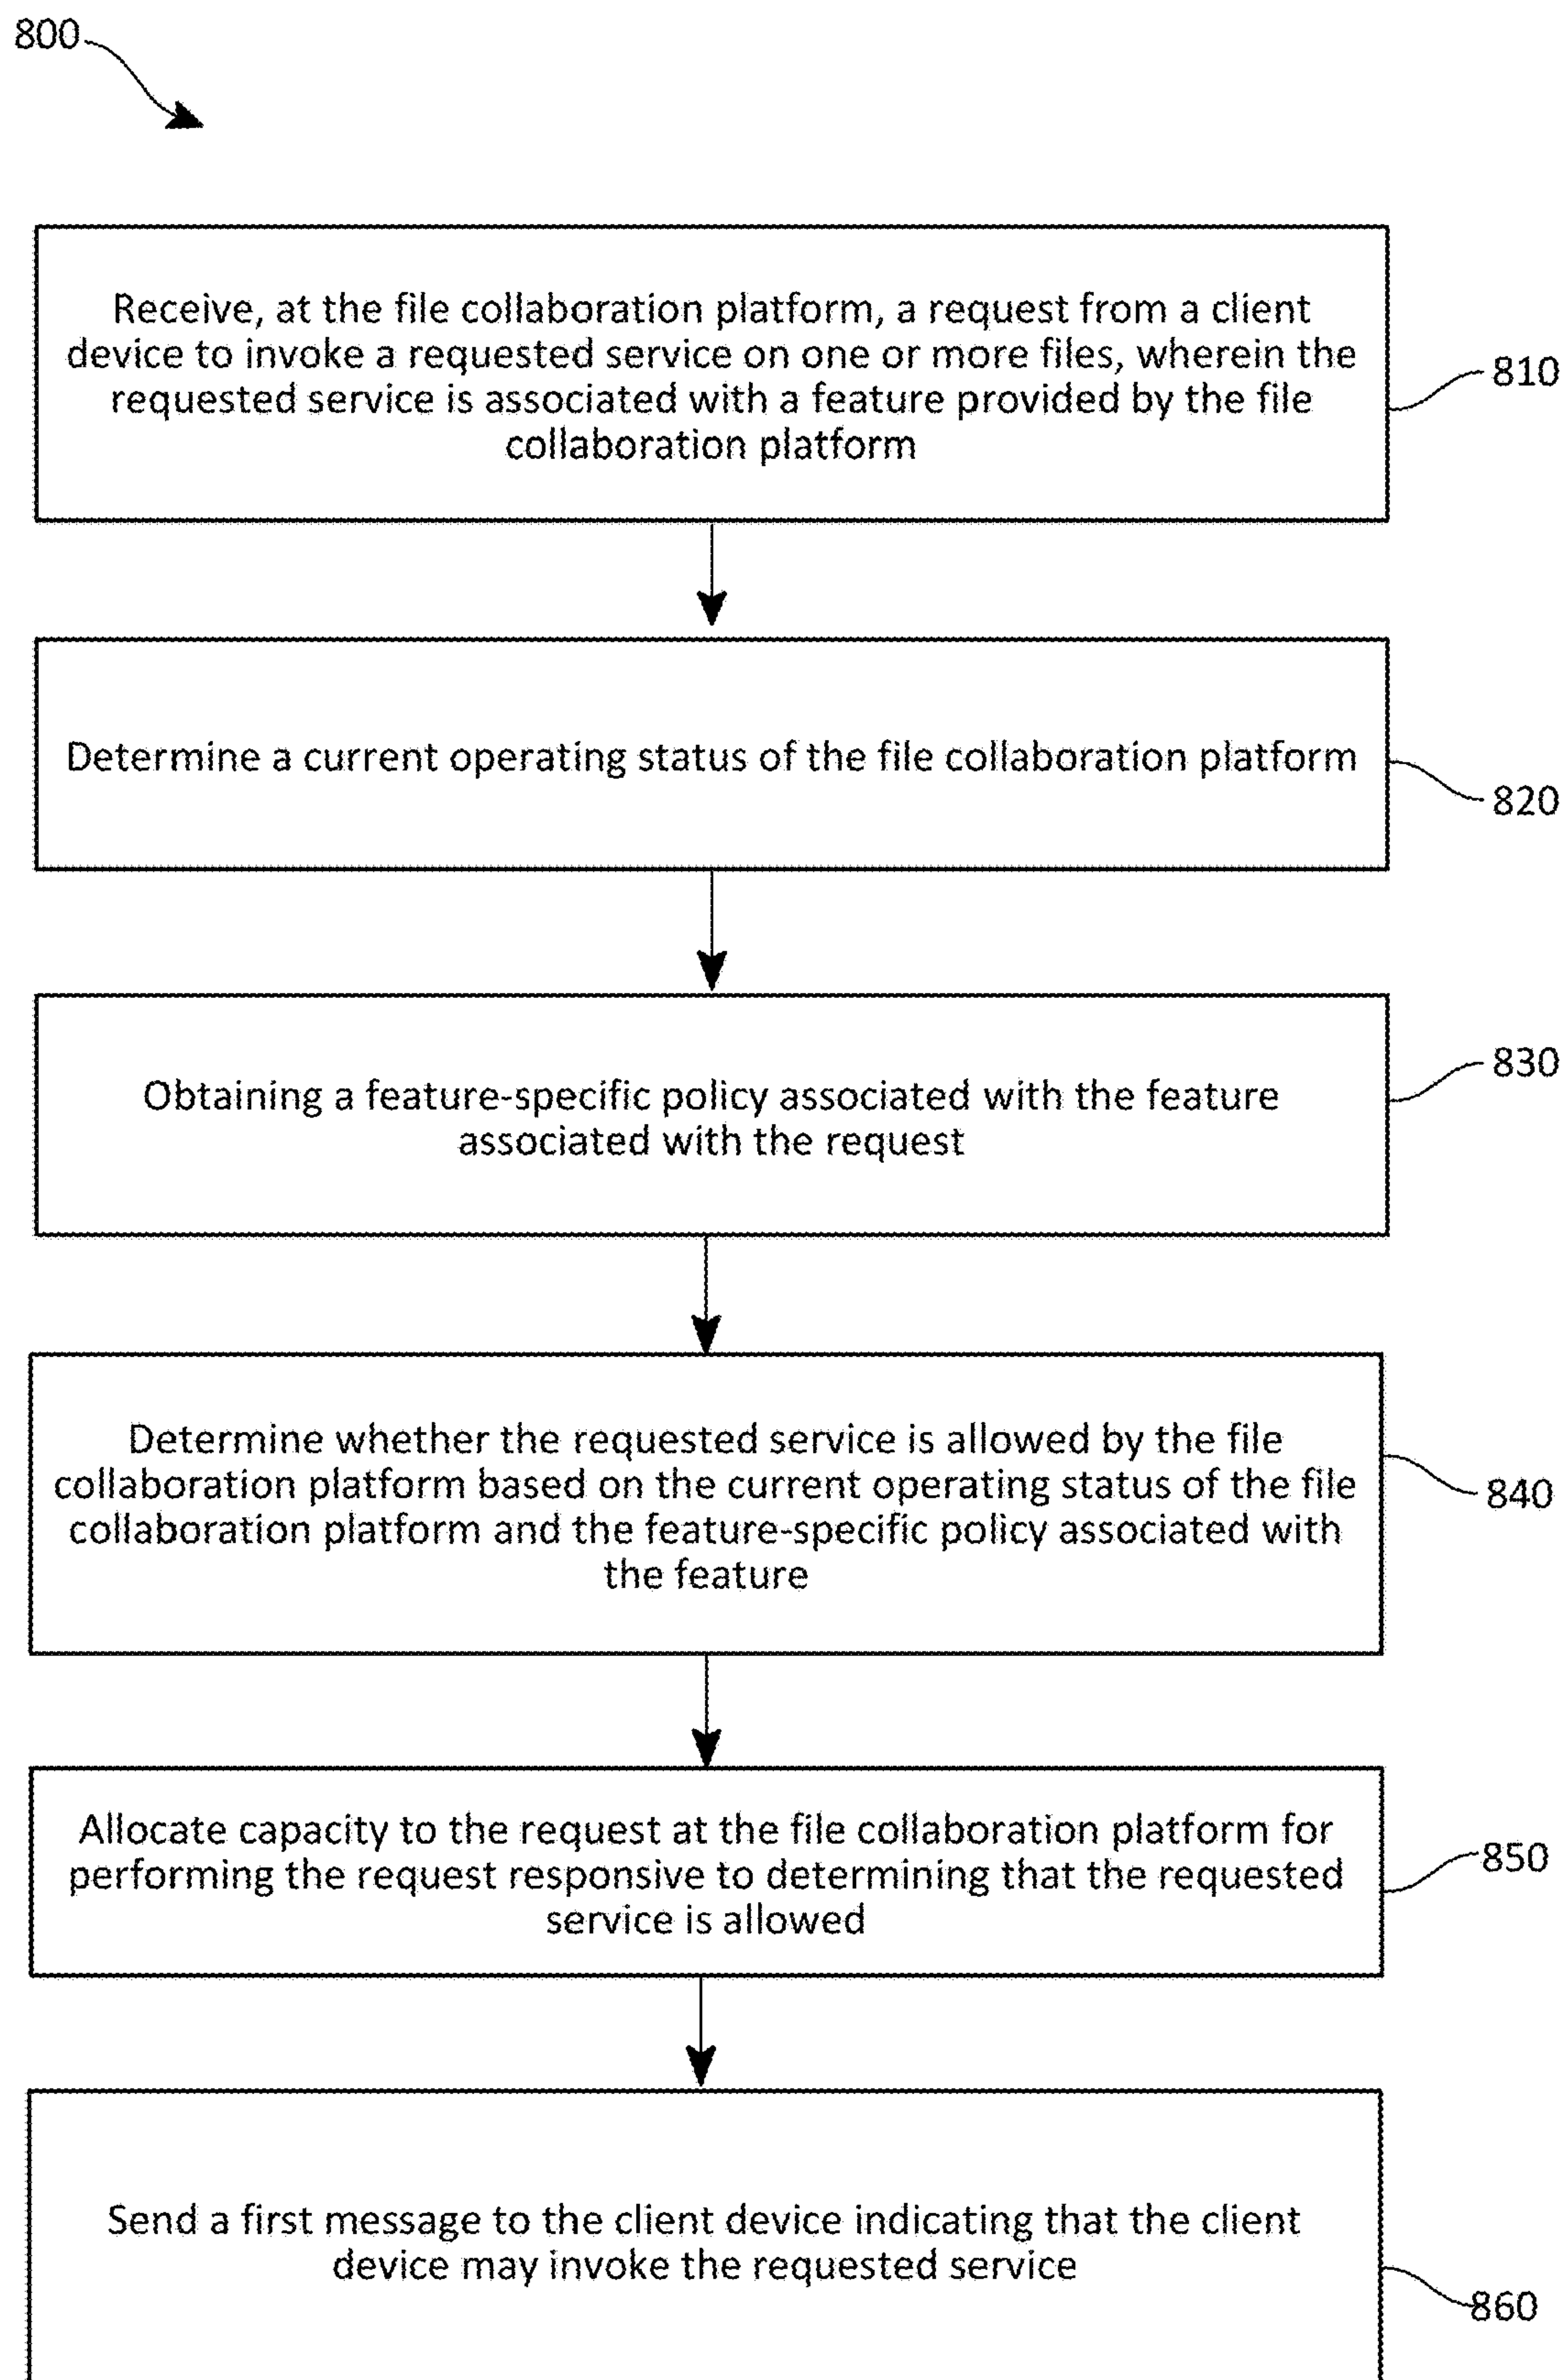 800
Receive, at the file collaboration platform, a request from a client
device to invoke a requested service on one or more files, wherein the
requested service is associated with a feature provided by the file
collaboration platform
810
Determine a current operating status of the file collaboration platform
820
Obtaining a feature-specific policy associated with the feature
associated with the request
830
Determine whether the requested service is allowed by the file
collaboration platform based on the current operating status of the file
collaboration platform and the feature-specific policy associated with
the feature
840
Allocate capacity to the request at the file collaboration platform for
performing the request responsive to determining that the requested
service is allowed
850
Send a first message to the client device indicating that the client
device may invoke the requested service
860